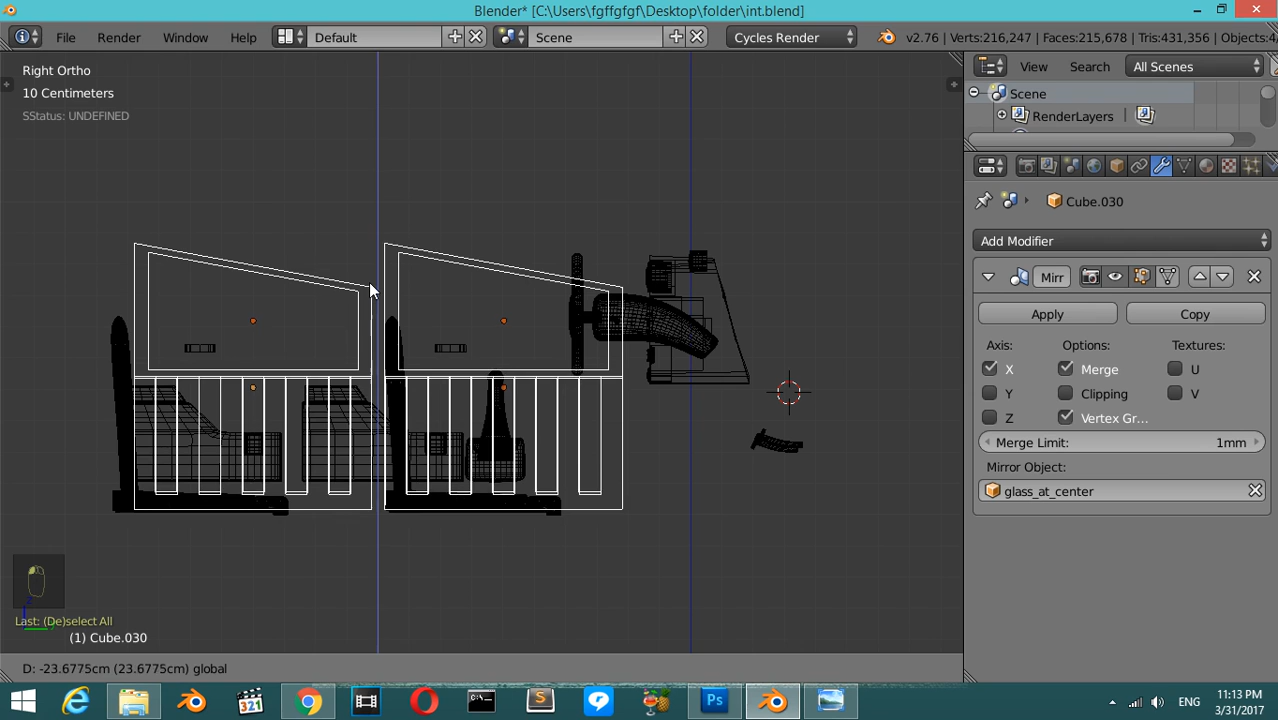 Blender* [C:\Users\fgffgfgf\Desktop\folder\int.blend]
File Render Window Help Default Scene Cycles Render v2.76 | Verts:216,247 | Faces:215,678 | Tris:431,356 | Objects:4/
Right Ortho
10 Centimeters
SStatus: UNDEFINED
View Search All Scenes
Scene
RenderLayers
Cube.030
Add Modifier
Mirr
Apply Copy
Axis: Options: Textures:
X Merge U
Y Clipping V
Z Vertex Gr...
Merge Limit: 1mm
Mirror Object:
glass_at_center
Last: (De)select All
(1) Cube.030
D: -23.6775cm (23.6775cm) global
321
S
Ps
ENG
11:13 PM
3/31/2017